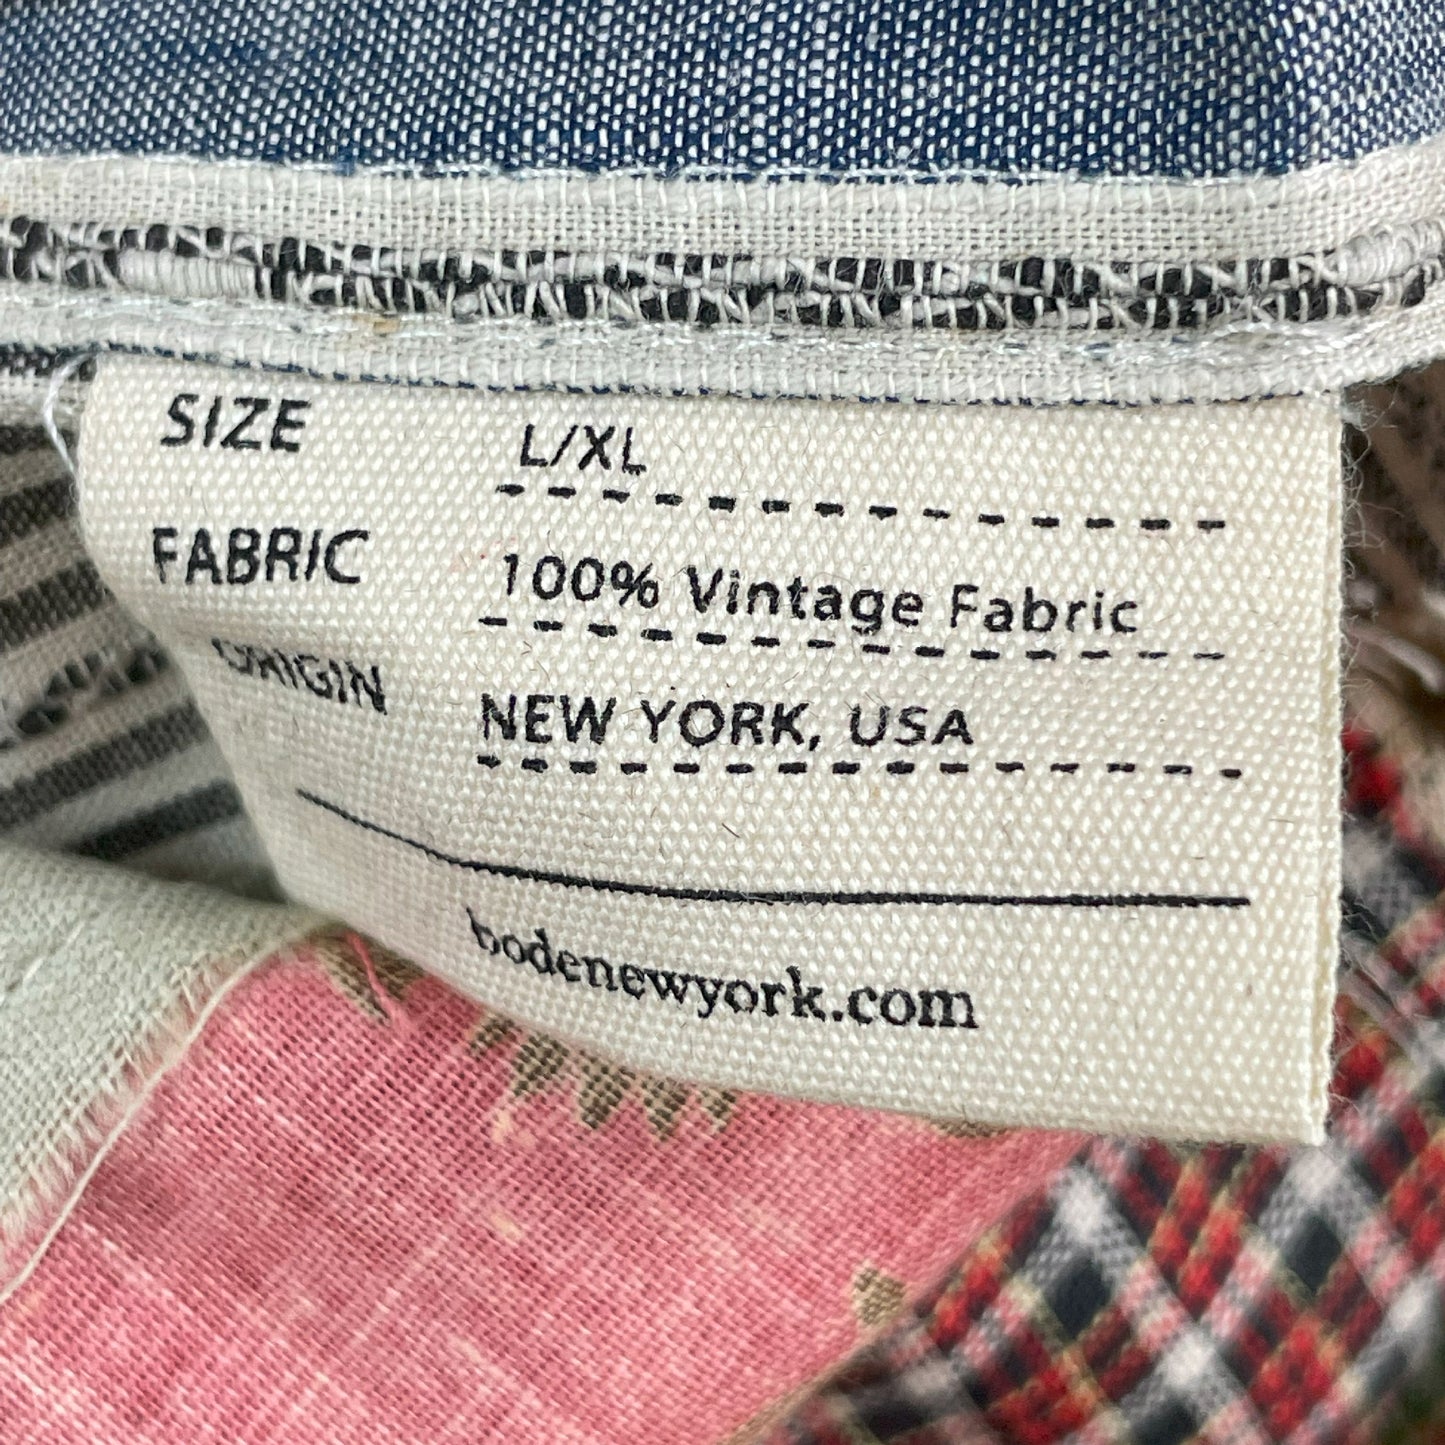 SIZE L/XL
FABRIC 100% Vintage Fabric
ORIGIN NEW YORK, USA
bodenewyork.com